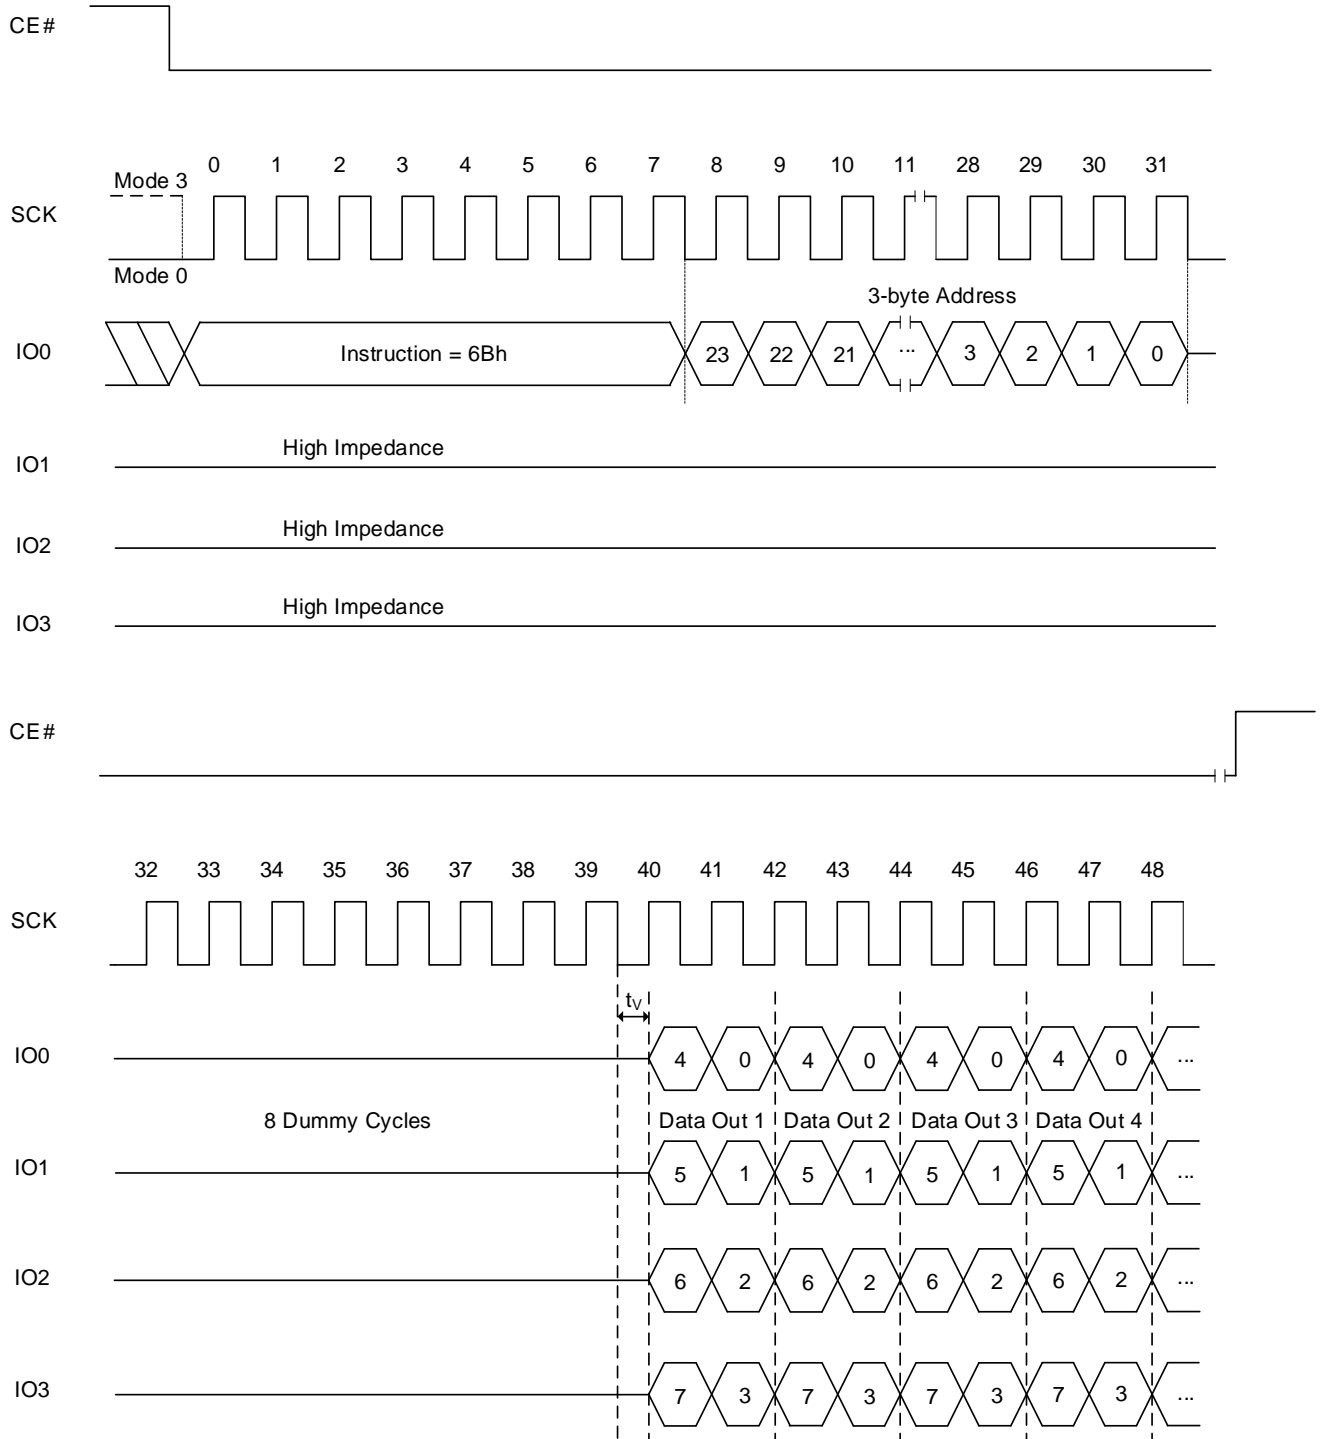 CE#
0 1 2 3 4 5 6 7 8 9 10 11 28 29 30 31
Mode 3
SCK
Mode 0
3-byte Address
IO0 Instruction = 6Bh 23 22 21 ... 3 2 1 0
High Impedance
IO1
High Impedance
IO2
High Impedance
IO3
CE#
32 33 34 35 36 37 38 39 40 41 42 43 44 45 46 47 48
SCK
tV
IO0 4 0 4 0 4 0 4 0 ...
8 Dummy Cycles Data Out 1 Data Out 2 Data Out 3 Data Out 4
IO1 5 1 5 1 5 1 5 1 ...
IO2 6 2 6 2 6 2 6 2 ...
IO3 7 3 7 3 7 3 7 3 ...